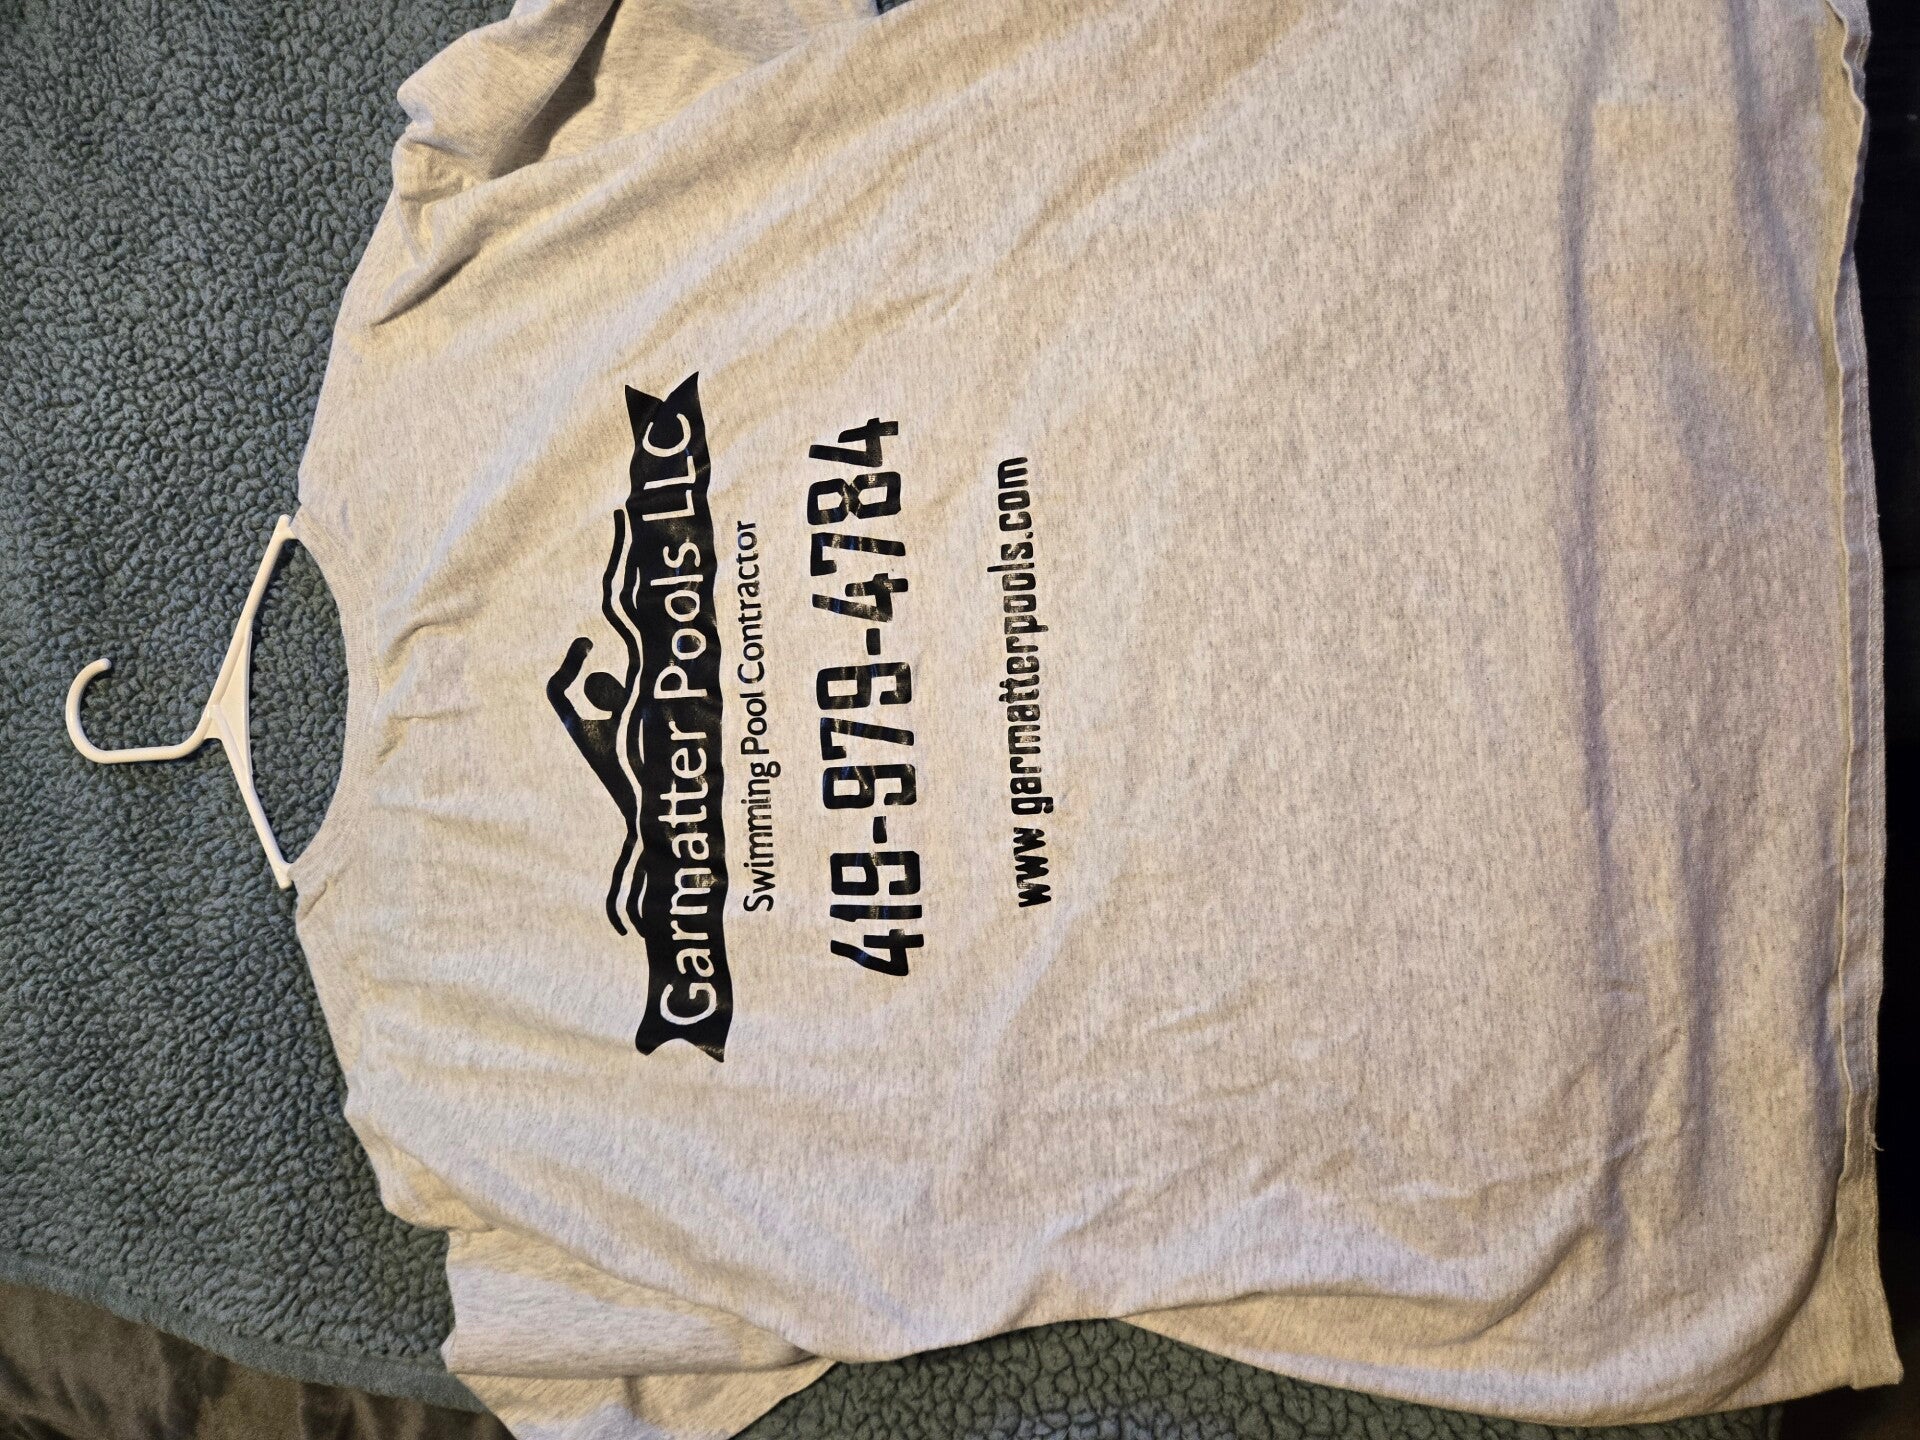 Garmatter Pools LLC
Swimming Pool Contractor
419-979-4784
www garmatterpools.com